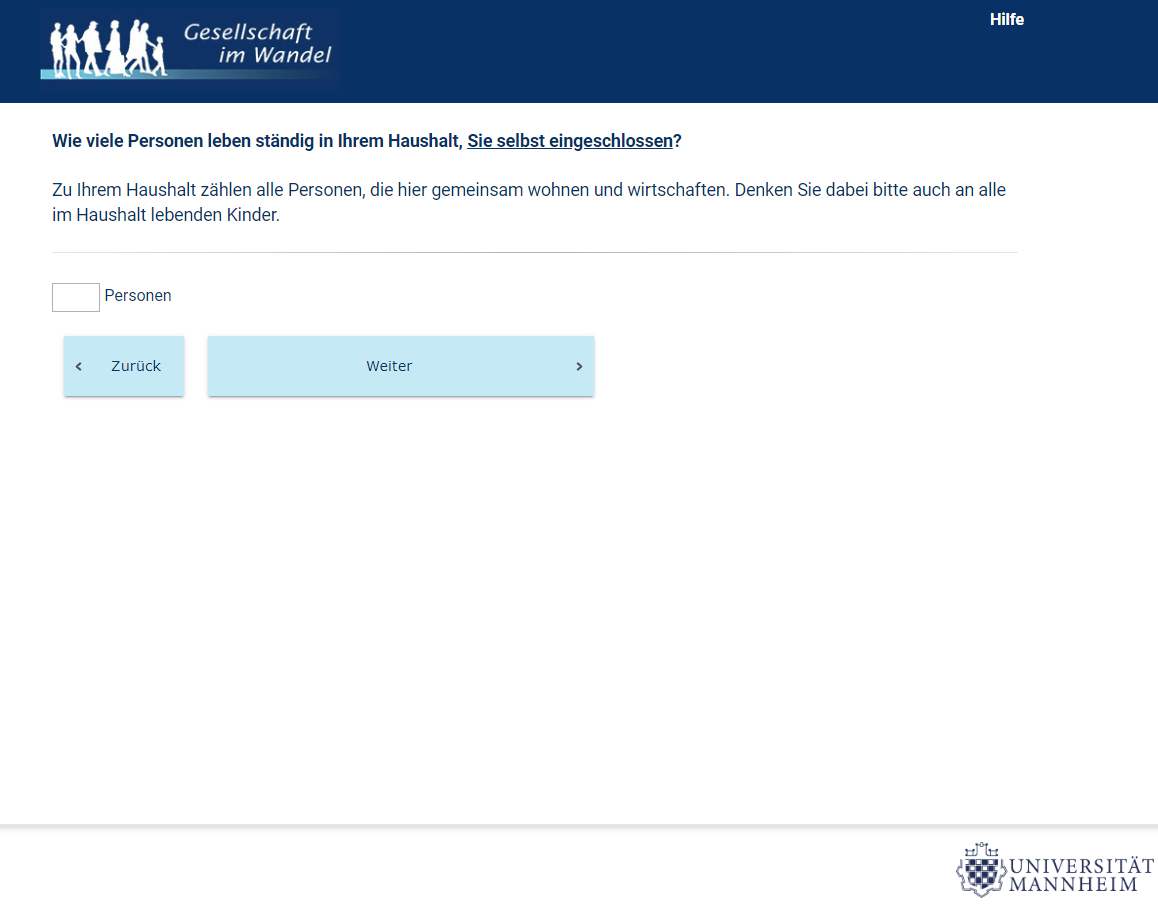 Gesellschaft
im Wandel
Hilfe
Wie viele Personen leben ständig in Ihrem Haushalt, Sie selbst eingeschlossen?
Zu Ihrem Haushalt zählen alle Personen, die hier gemeinsam wohnen und wirtschaften. Denken Sie dabei bitte auch an alle
im Haushalt lebenden Kinder.
Personen
Zurück
Weiter
UNIVERSITÄT
MANNHEIM